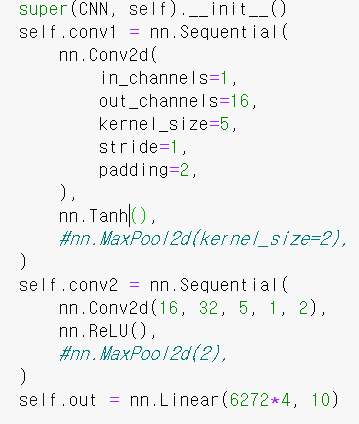 super(CNN, self).__init__()
self.conv1 = nn.Sequential(
    nn.Conv2d(
        in_channels=1,
        out_channels=16,
        kernel_size=5,
        stride=1,
        padding=2,
    ),
    nn.Tanh(),
    #nn.MaxPool2d(kernel_size=2),
)
self.conv2 = nn.Sequential(
    nn.Conv2d(16, 32, 5, 1, 2),
    nn.ReLU(),
    #nn.MaxPool2d(2),
)
self.out = nn.Linear(6272*4, 10)